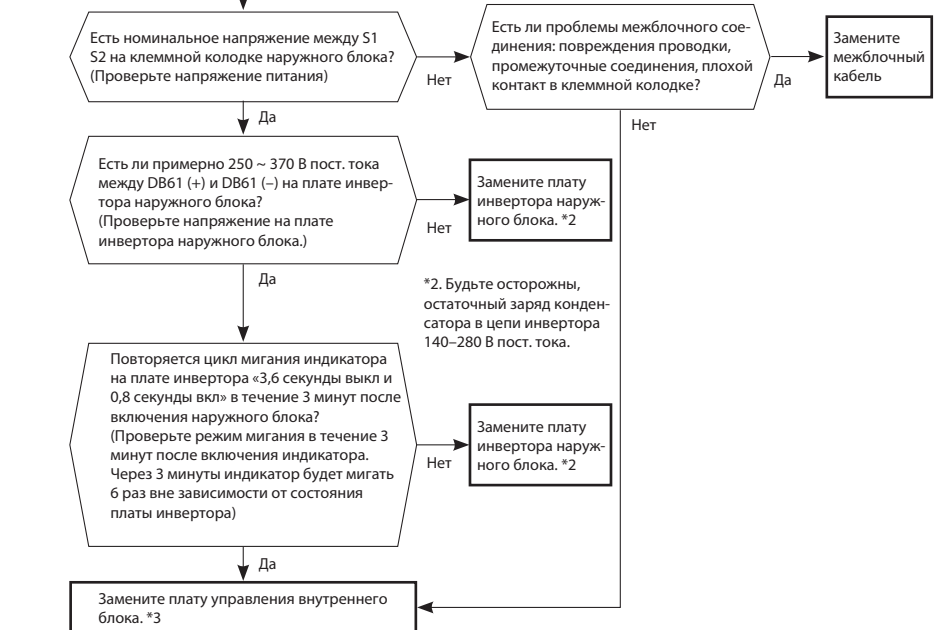 Есть номинальное напряжение между S1
S2 на клеммной колодке наружного блока?
(Проверьте напряжение питания)
Нет
Есть ли проблемы межблочного сое-
динения: повреждения проводки,
промежуточные соединения, плохой
контакт в клеммной колодке?
Да
Замените
межблочный
кабель
Да
Нет
Есть ли примерно 250 ~ 370 В пост. тока
между DB61 (+) и DB61 (–) на плате инвер-
тора наружного блока?
(Проверьте напряжение на плате
инвертора наружного блока.)
Нет
Замените плату
инвертора наруж-
ного блока. *2
Да
*2. Будьте осторожны,
остаточный заряд конден-
сатора в цепи инвертора
140–280 В пост. тока.
Повторяется цикл мигания индикатора
на плате инвертора «3,6 секунды выкл и
0,8 секунды вкл» в течение 3 минут после
включения наружного блока?
(Проверьте режим мигания в течение 3
минут после включения индикатора.
Через 3 минуты индикатор будет мигать
6 раз вне зависимости от состояния
платы инвертора)
Нет
Замените плату
инвертора наруж-
ного блока. *2
Да
Замените плату управления внутреннего
блока. *3